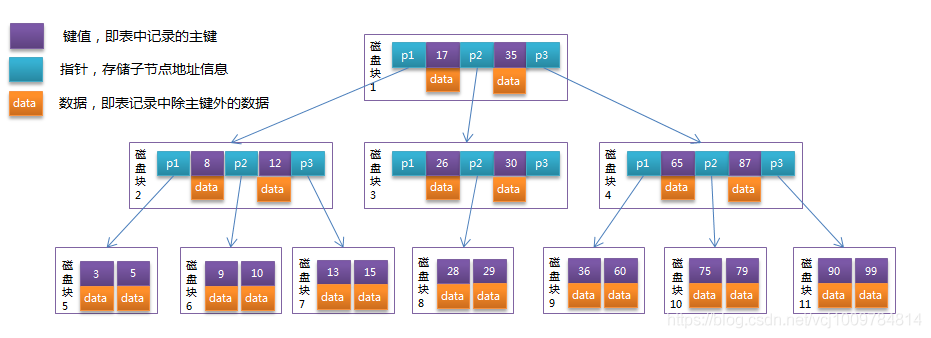 键值，即表中记录的主键
指针，存储子节点地址信息
data 数据，即表记录中除主键外的数据
磁盘块1
p1 17 p2 35 p3
data data
磁盘块2
p1 8 p2 12 p3
data data
磁盘块3
p1 26 p2 30 p3
data data
磁盘块4
p1 65 p2 87 p3
data data
磁盘块5
3 5
data data
磁盘块6
9 10
data data
磁盘块7
13 15
data data
磁盘块8
28 29
data data
磁盘块9
36 60
data data
磁盘块10
75 79
data data
磁盘块11
90 99
data data
https://blog.csdn.net/vcj1009784814